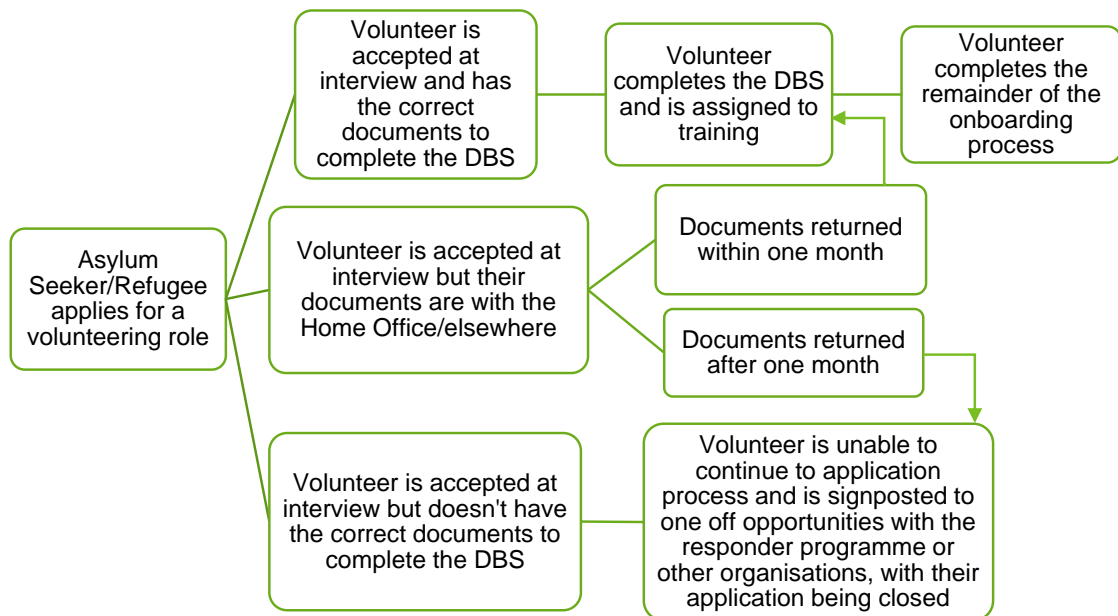 Asylum
Seeker/Refugee
applies for a
volunteering role
Volunteer is
accepted at
interview and has
the correct
documents to
complete the DBS
Volunteer
completes the DBS
and is assigned to
training
Volunteer
completes the
remainder of the
onboarding
process
Volunteer is accepted at
interview but their
documents are with the
Home Office/elsewhere
Documents returned
within one month
Documents returned
after one month
Volunteer is accepted at
interview but doesn't have
the correct documents to
complete the DBS
Volunteer is unable to
continue to application
process and is signposted to
one off opportunities with the
responder programme or
other organisations, with their
application being closed